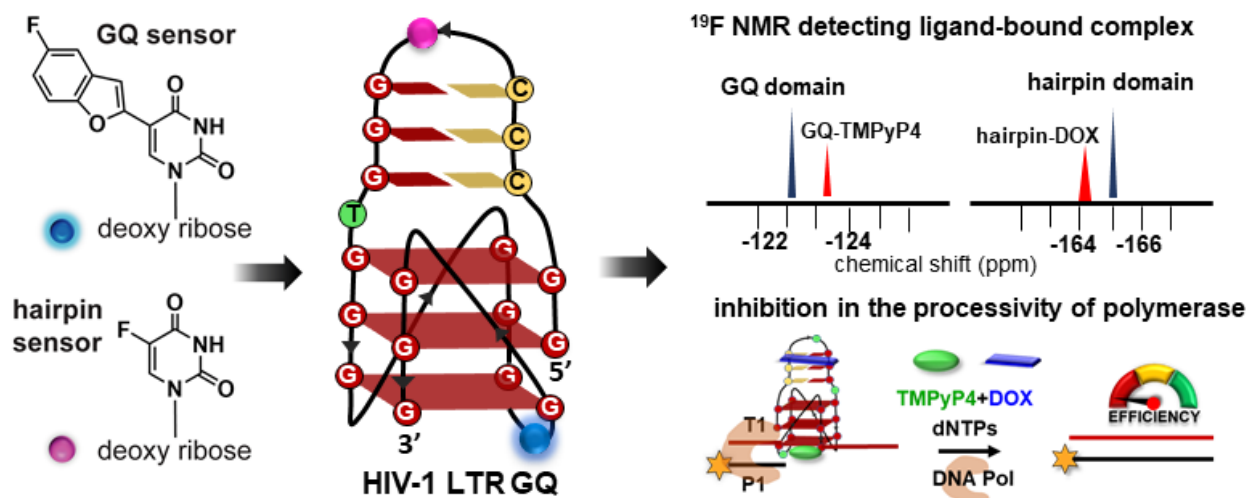 GQ sensor
F
O
O
NH
N
O
deoxy ribose
hairpin
sensor
F
O
NH
N
O
deoxy ribose
G C
G C
G C
T
G G
G G
G G
G G
G 5’
G G
G G
3’
HIV-1 LTR GQ
¹⁹F NMR detecting ligand-bound complex
GQ domain
GQ-TMPyP4
-122 -124
hairpin domain
hairpin-DOX
-164 -166
chemical shift (ppm)
inhibition in the processivity of polymerase
T1
P1
TMPyP4+DOX
dNTPs
DNA Pol
EFFICIENCY